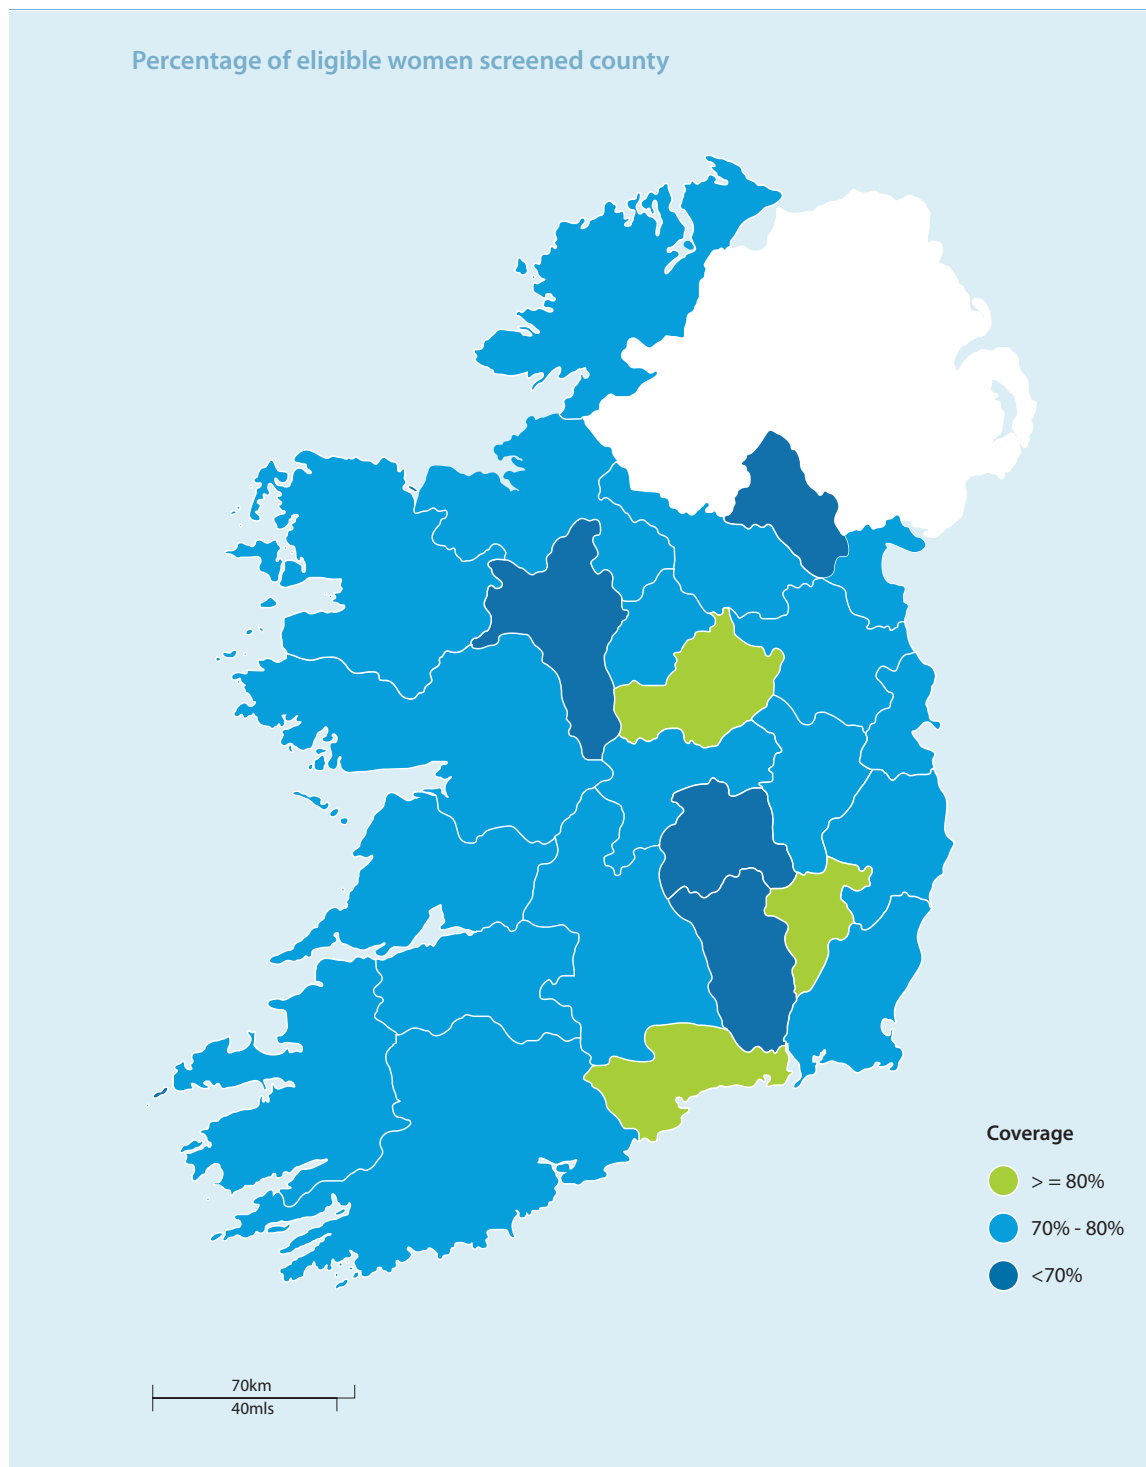 Percentage of eligible women screened county
Coverage
> = 80%
70% - 80%
<70%
70km
40mls